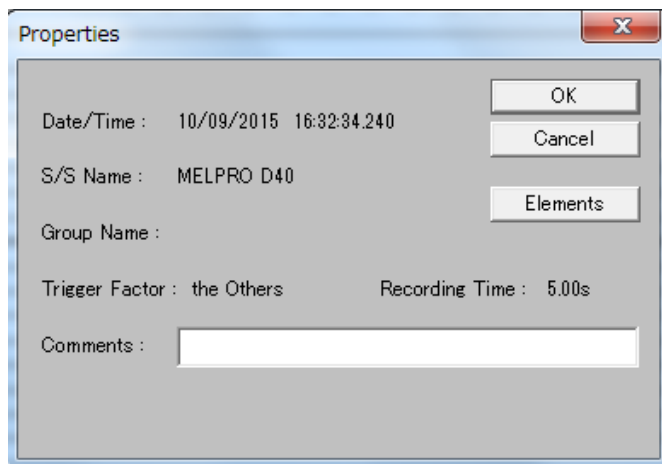 Properties
OK
Date/Time : 10/09/2015 16:32:34.240
Cancel
S/S Name : MELPRO D40
Elements
Group Name :
Trigger Factor : the Others Recording Time : 5.00s
Comments :